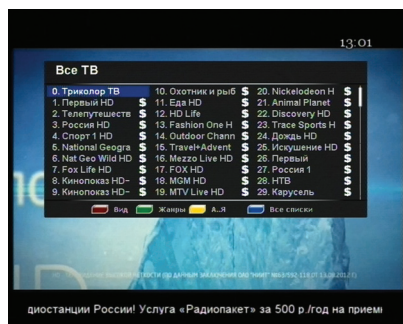 13:01
Все ТВ
0. Триколор ТВ
1. Первый HD $
2. Телепутешеств $
3. Россия HD $
4. Спорт 1 HD $
5. National Geogra $
6. Nat Geo Wild HD $
7. Fox Life HD $
8. Кинопоказ HD- $
9. Кинопоказ HD- $
10. Охотник и рыб $
11. Еда HD $
12. HD Life $
13. Fashion One H $
14. Outdoor Chann $
15. Travel+Advent $
16. Mezzo Live HD $
17. FOX HD $
18. MGM HD $
19. MTV Live HD $
20. Nickelodeon H $
21. Animal Planet $
22. Discovery HD $
23. Trace Sports H $
24. Дождь HD $
25. Искушение HD $
26. Первый $
27. Россия 1 $
28. НТВ $
29. Карусель $
Вид Жанры А..Я Все списки
диостанции России! Услуга «Радиопакет» за 500 р./год на прием